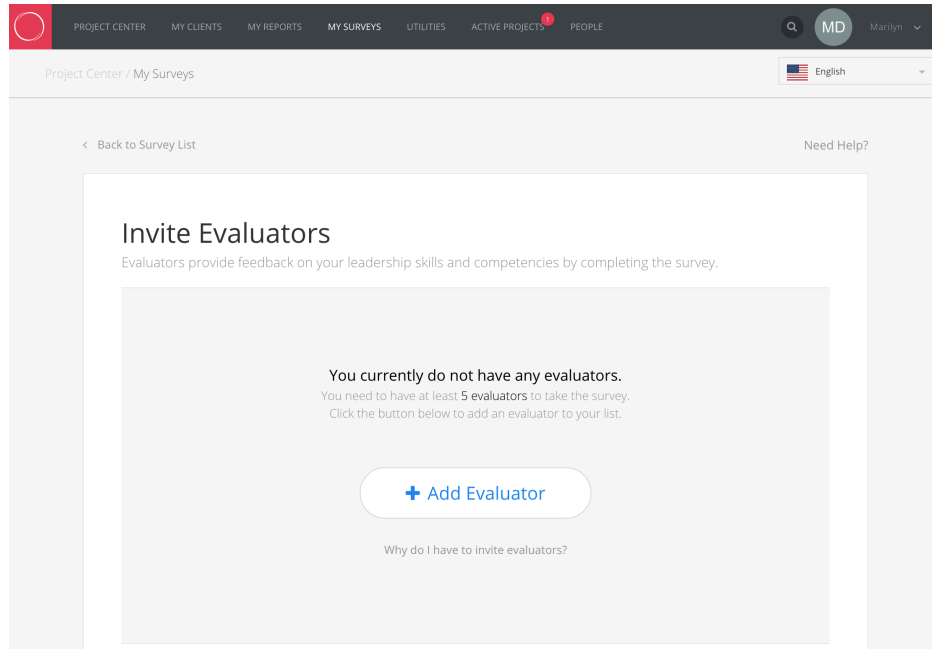 PROJECT CENTER MY CLIENTS MY REPORTS MY SURVEYS UTILITIES ACTIVE PROJECTS 1 PEOPLE MD Marilyn
Project Center / My Surveys English
< Back to Survey List Need Help?
Invite Evaluators
Evaluators provide feedback on your leadership skills and competencies by completing the survey.
You currently do not have any evaluators.
You need to have at least 5 evaluators to take the survey.
Click the button below to add an evaluator to your list.
+ Add Evaluator
Why do I have to invite evaluators?